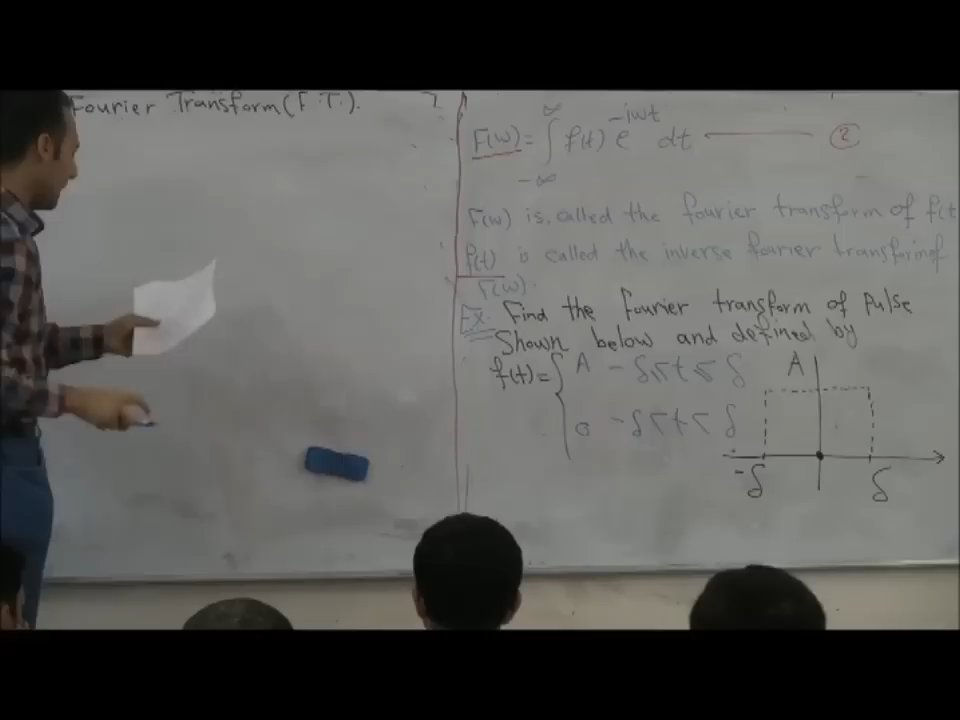 Fourier Transform (F.T).
F(w) = ∫_{-∞}^{∞} f(t) e^{-iwt} dt ——— ②
F(w) is called the fourier transform of f(t
f(t) is called the inverse fourier transform of
F(w).
EX. Find the fourier transform of pulse
Shown below and defined by
f(t) = { A -δ ≤ t ≤ δ
o -δ > t > δ
A
-δ δ